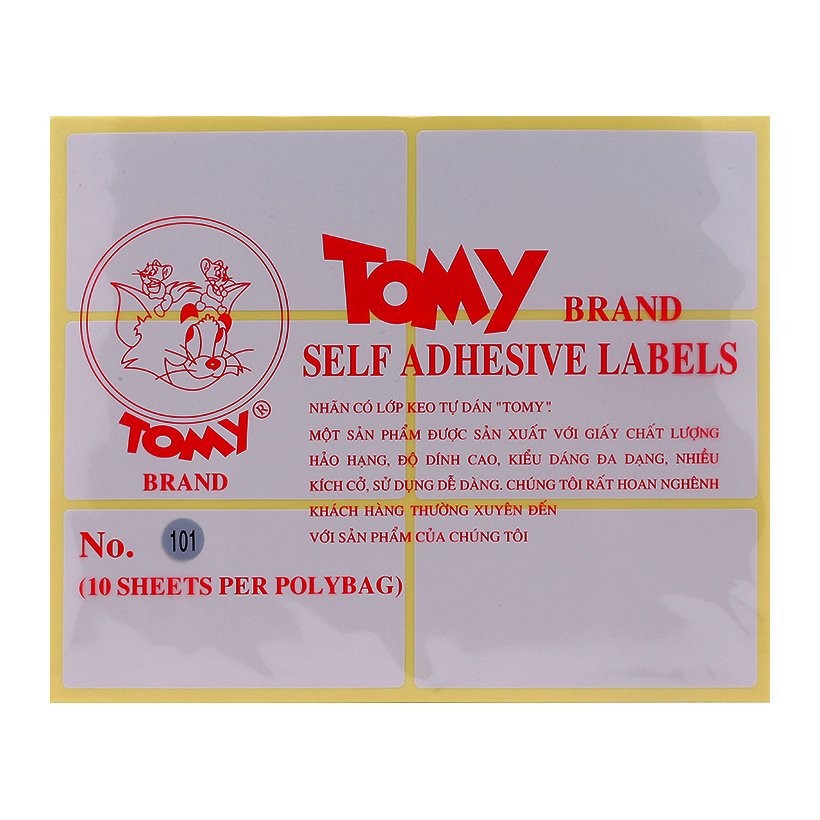 TOMY BRAND
SELF ADHESIVE LABELS
NHÃN CÓ LỚP KEO TỰ DÁN "TOMY".
MỘT SẢN PHẨM ĐƯỢC SẢN XUẤT VỚI GIẤY CHẤT LƯỢNG
HẢO HẠNG, ĐỘ DÍNH CAO, KIỂU DÁNG ĐA DẠNG, NHIỀU
KÍCH CỞ, SỬ DỤNG DỄ DÀNG. CHÚNG TÔI RẤT HOAN NGHÊNH
KHÁCH HÀNG THƯỜNG XUYÊN ĐẾN
VỚI SẢN PHẨM CỦA CHÚNG TÔI
TOMY®
BRAND
No. 101
(10 SHEETS PER POLYBAG)